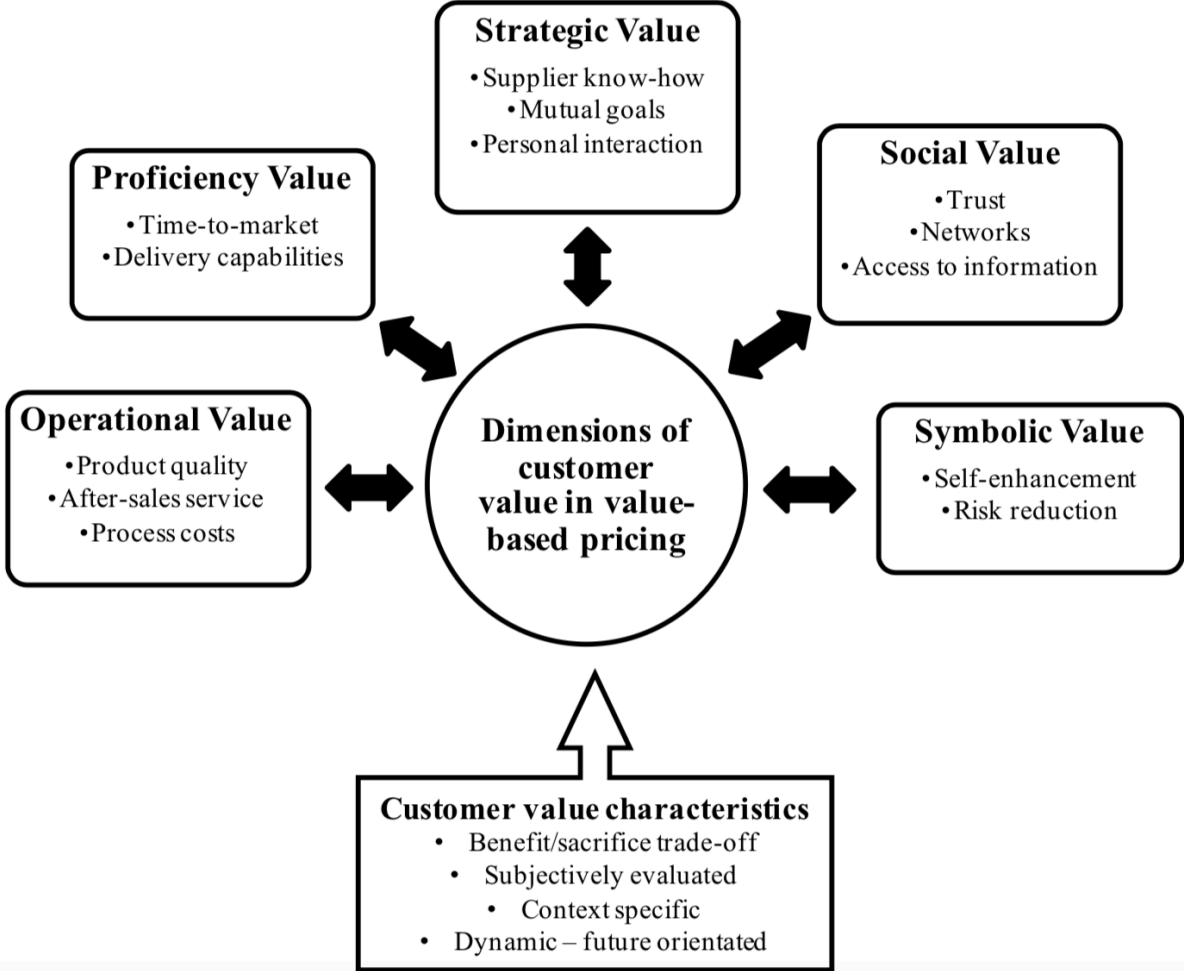 Strategic Value
•Supplier know-how
•Mutual goals
•Personal interaction
Social Value
•Trust
•Networks
•Access to information
Proficiency Value
•Time-to-market
•Delivery capabilities
Operational Value
•Product quality
•After-sales service
•Process costs
Dimensions of
customer
value in value-
based pricing
Symbolic Value
•Self-enhancement
•Risk reduction
Customer value characteristics
• Benefit/sacrifice trade-off
• Subjectively evaluated
• Context specific
• Dynamic – future orientated